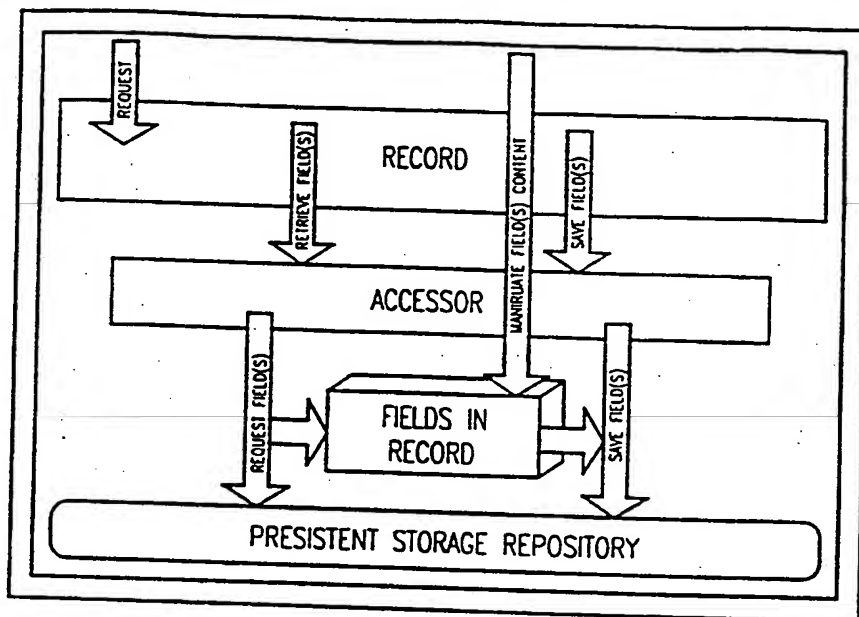 REQUEST
RECORD
RETRIEVE FIELD(S)
MANIRUATE FIELD(S) CONTENT
SAVE FIELD(S)
ACCESSOR
REQUEST FIELD(S)
FIELDS IN
RECORD
SAVE FIELD(S)
PRESISTENT STORAGE REPOSITORY